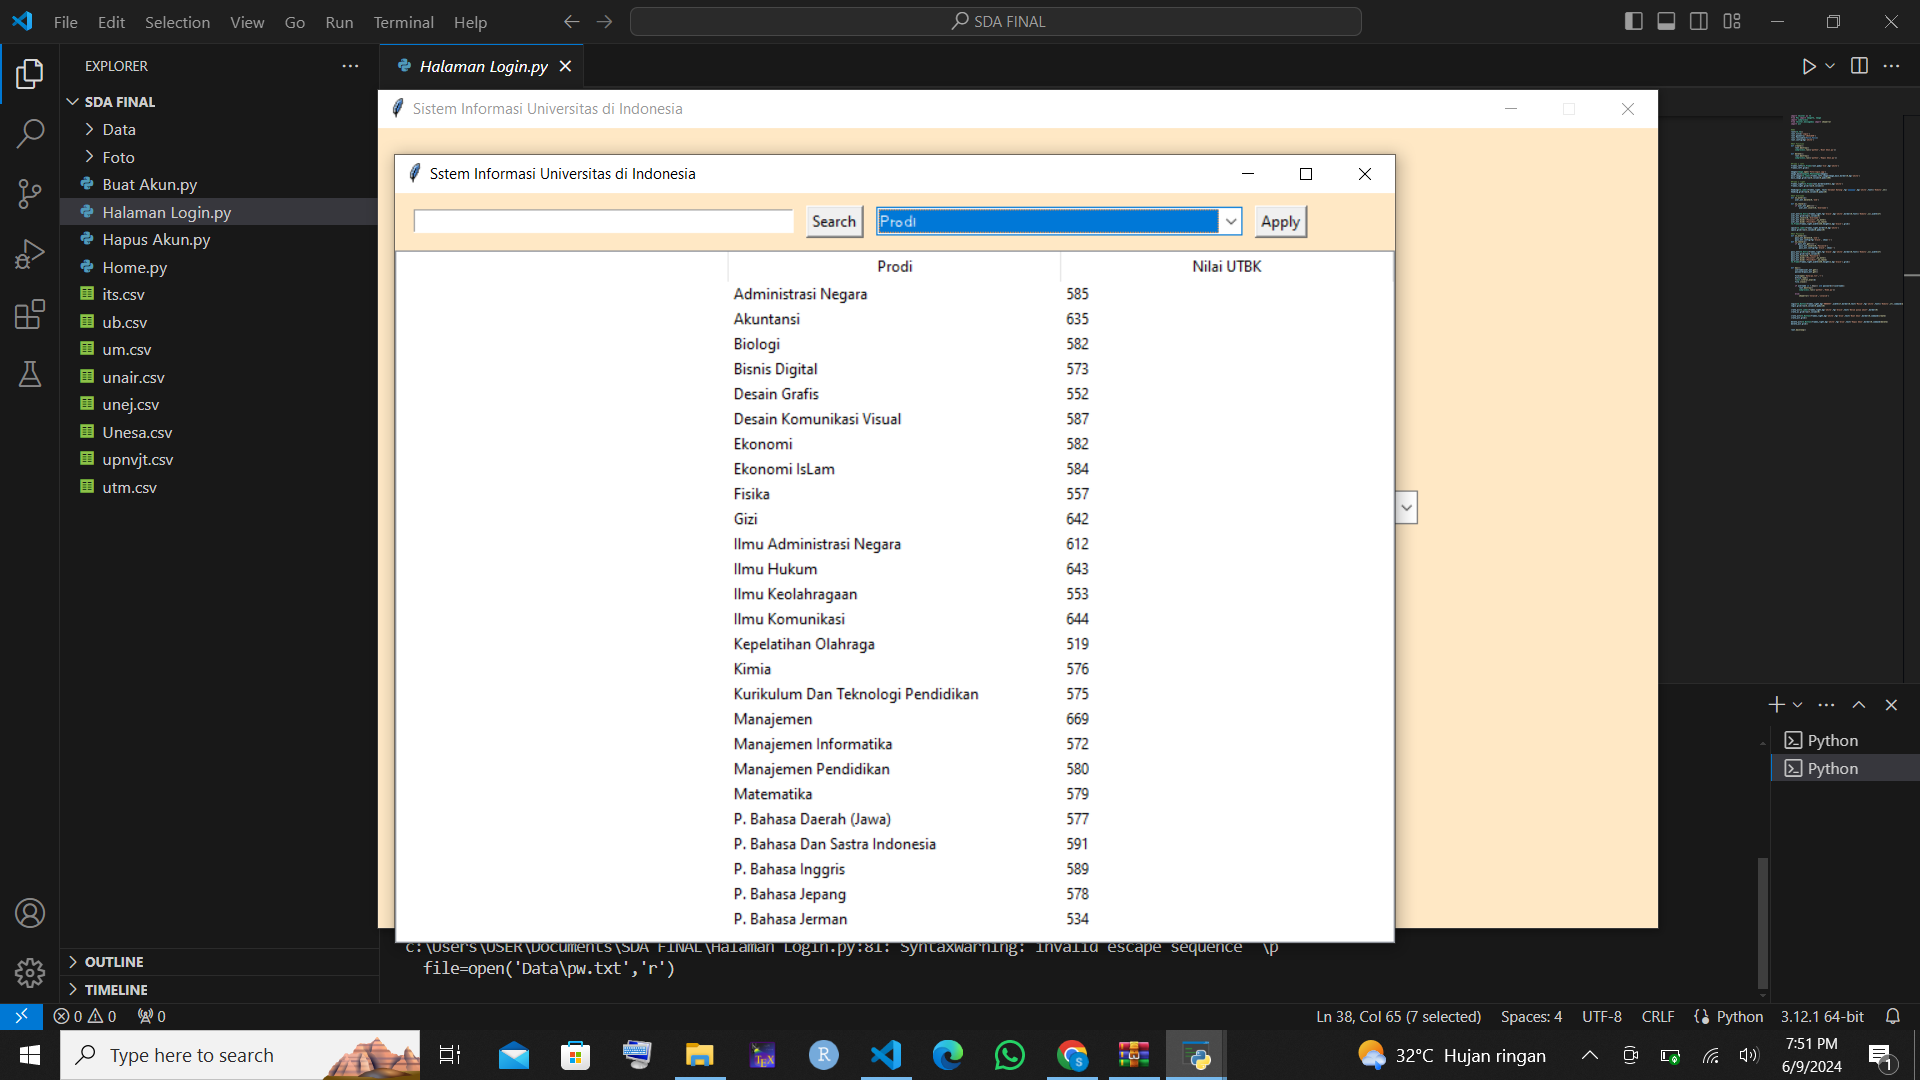 File Edit Selection View Go Run Terminal Help
SDA FINAL
EXPLORER
Halaman Login.py
SDA FINAL
Data
Foto
Buat Akun.py
Halaman Login.py
Hapus Akun.py
Home.py
its.csv
ub.csv
um.csv
unair.csv
unej.csv
Unesa.csv
upnvjt.csv
utm.csv
OUTLINE
TIMELINE
Sistem Informasi Universitas di Indonesia
Sstem Informasi Universitas di Indonesia
Search Prodi Apply
Prodi Nilai UTBK
Administrasi Negara 585
Akuntansi 635
Biologi 582
Bisnis Digital 573
Desain Grafis 552
Desain Komunikasi Visual 587
Ekonomi 582
Ekonomi IsLam 584
Fisika 557
Gizi 642
Ilmu Administrasi Negara 612
Ilmu Hukum 643
Ilmu Keolahragaan 553
Ilmu Komunikasi 644
Kepelatihan Olahraga 519
Kimia 576
Kurikulum Dan Teknologi Pendidikan 575
Manajemen 669
Manajemen Informatika 572
Manajemen Pendidikan 580
Matematika 579
P. Bahasa Daerah (Jawa) 577
P. Bahasa Dan Sastra Indonesia 591
P. Bahasa Inggris 589
P. Bahasa Jepang 578
P. Bahasa Jerman 534
c:\Users\USER\Documents\SDA FINAL\Halaman Login.py:81: SyntaxWarning: invalid escape sequence '\p'
file=open('Data\pw.txt','r')
Python
Python
0 0 0
Ln 38, Col 65 (7 selected) Spaces: 4 UTF-8 CRLF Python 3.12.1 64-bit
Type here to search
32°C Hujan ringan
7:51 PM
6/9/2024
1